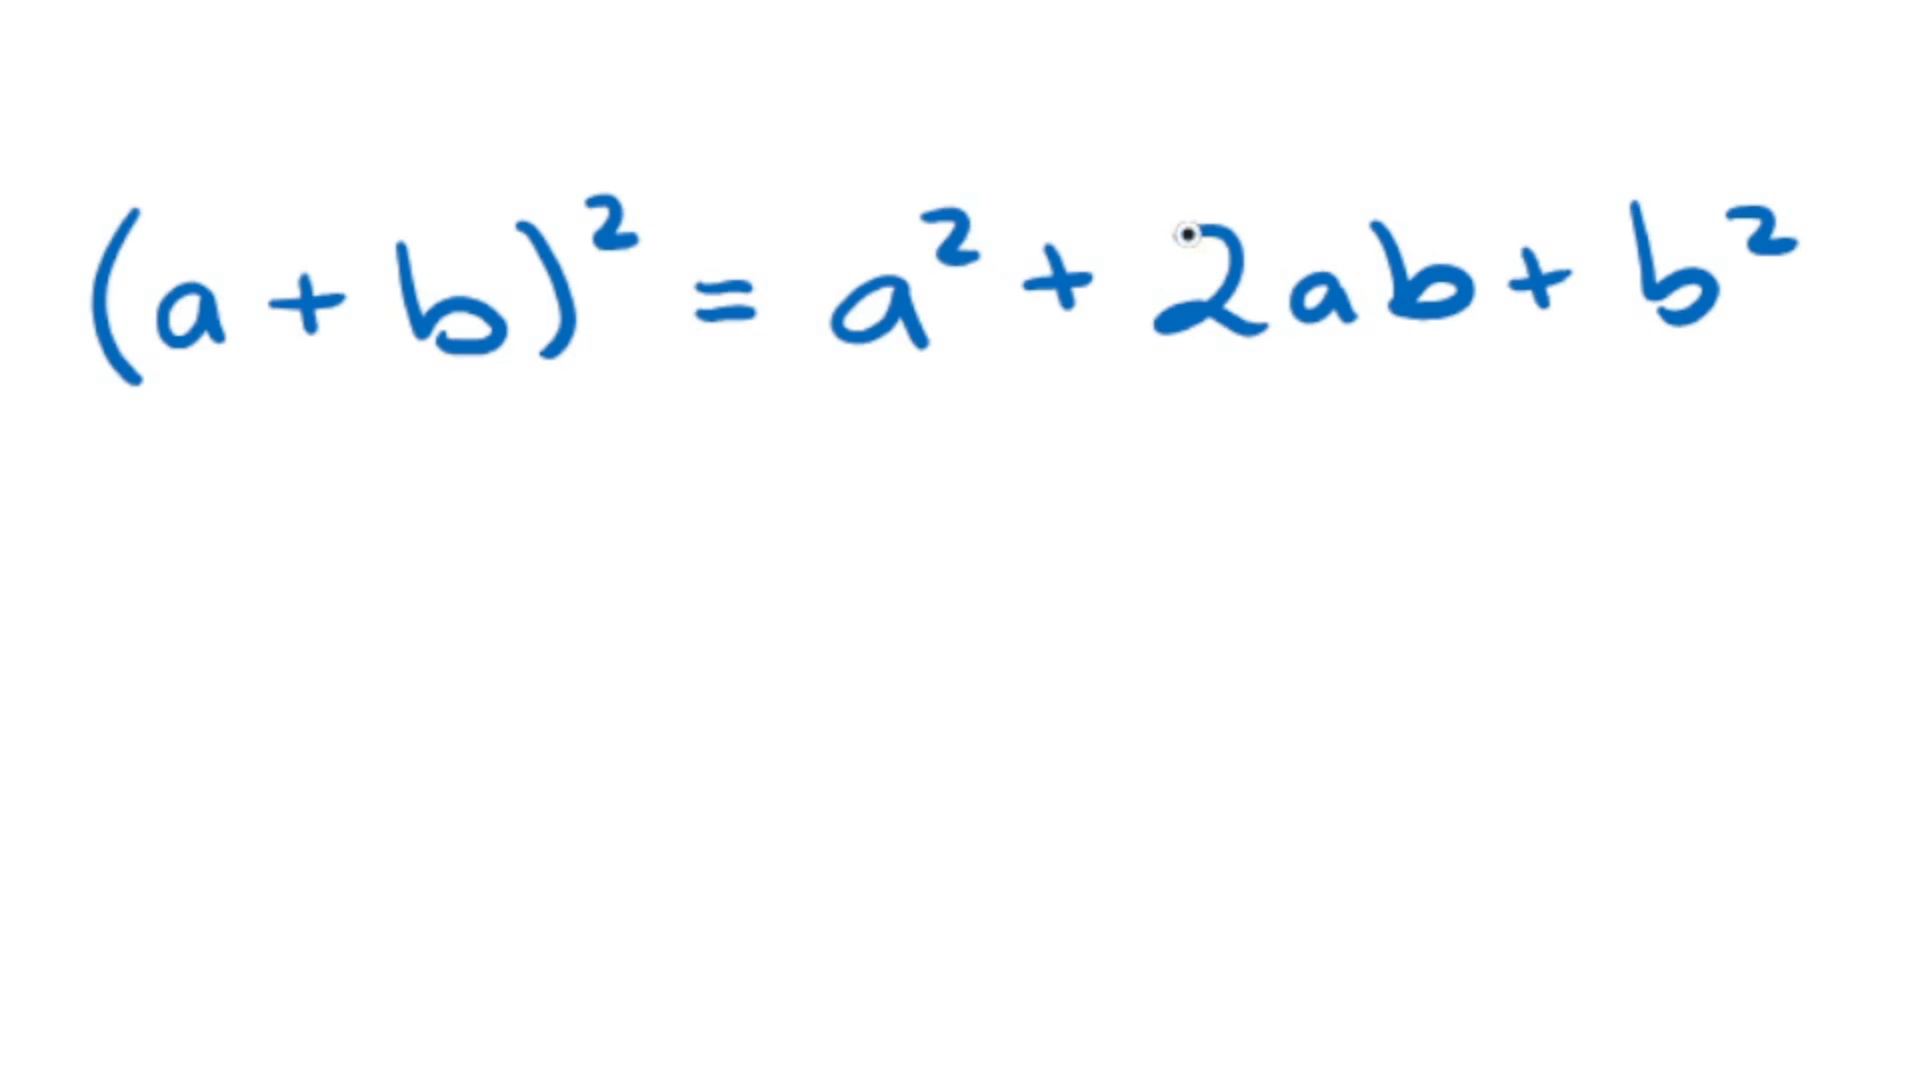 (a + b)² = a² + 2ab + b²